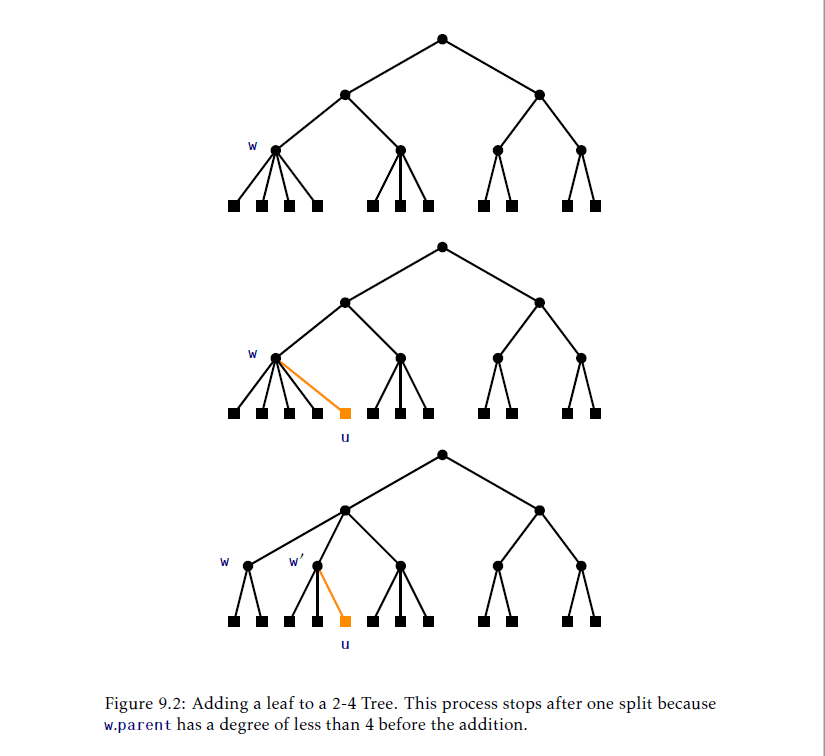 w
w
u
w
w′
u
Figure 9.2: Adding a leaf to a 2-4 Tree. This process stops after one split because
w.parent has a degree of less than 4 before the addition.